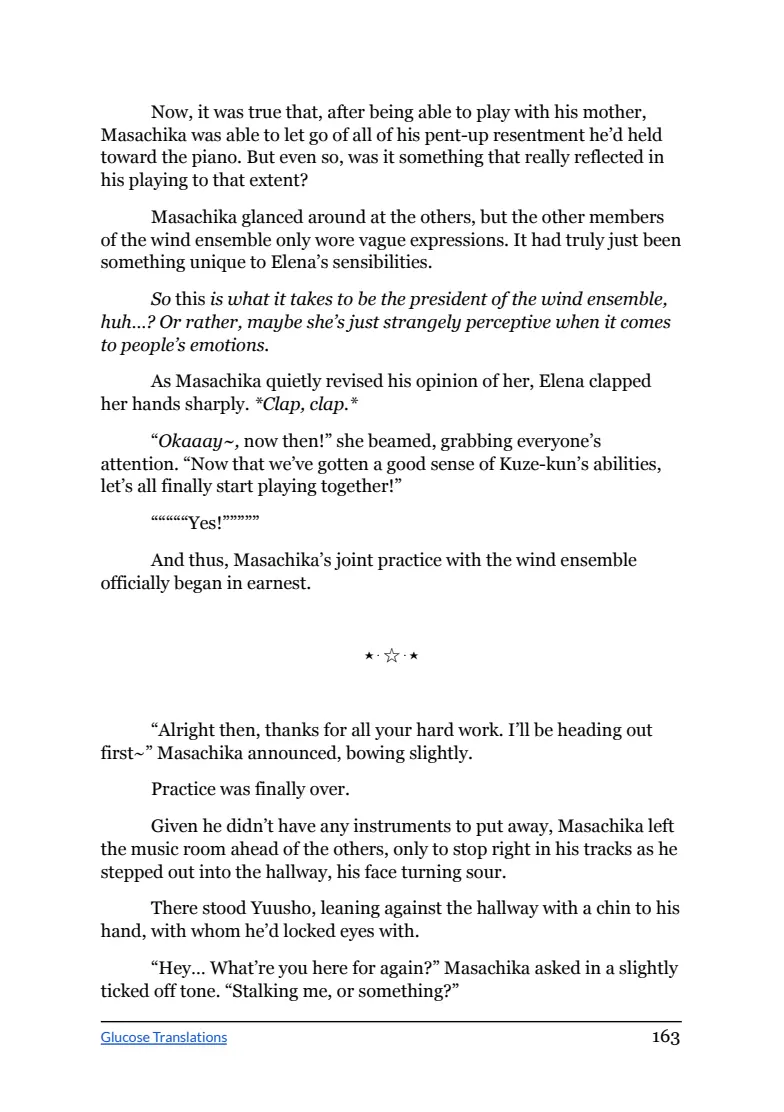 Now, it was true that, after being able to play with his mother,
Masachika was able to let go of all of his pent-up resentment he’d held
toward the piano. But even so, was it something that really reflected in
his playing to that extent?
Masachika glanced around at the others, but the other members
of the wind ensemble only wore vague expressions. It had truly just been
something unique to Elena’s sensibilities.
So this is what it takes to be the president of the wind ensemble,
huh…? Or rather, maybe she’s just strangely perceptive when it comes
to people’s emotions.
As Masachika quietly revised his opinion of her, Elena clapped
her hands sharply. *Clap, clap.*
“Okaaay~, now then!” she beamed, grabbing everyone’s
attention. “Now that we’ve gotten a good sense of Kuze-kun’s abilities,
let’s all finally start playing together!”
“““““Yes!”””””
And thus, Masachika’s joint practice with the wind ensemble
officially began in earnest.
⋆ · ☆ · ⋆
“Alright then, thanks for all your hard work. I’ll be heading out
first~” Masachika announced, bowing slightly.
Practice was finally over.
Given he didn’t have any instruments to put away, Masachika left
the music room ahead of the others, only to stop right in his tracks as he
stepped out into the hallway, his face turning sour.
There stood Yuusho, leaning against the hallway with a chin to his
hand, with whom he’d locked eyes with.
“Hey… What’re you here for again?” Masachika asked in a slightly
ticked off tone. “Stalking me, or something?”
Glucose Translations 163